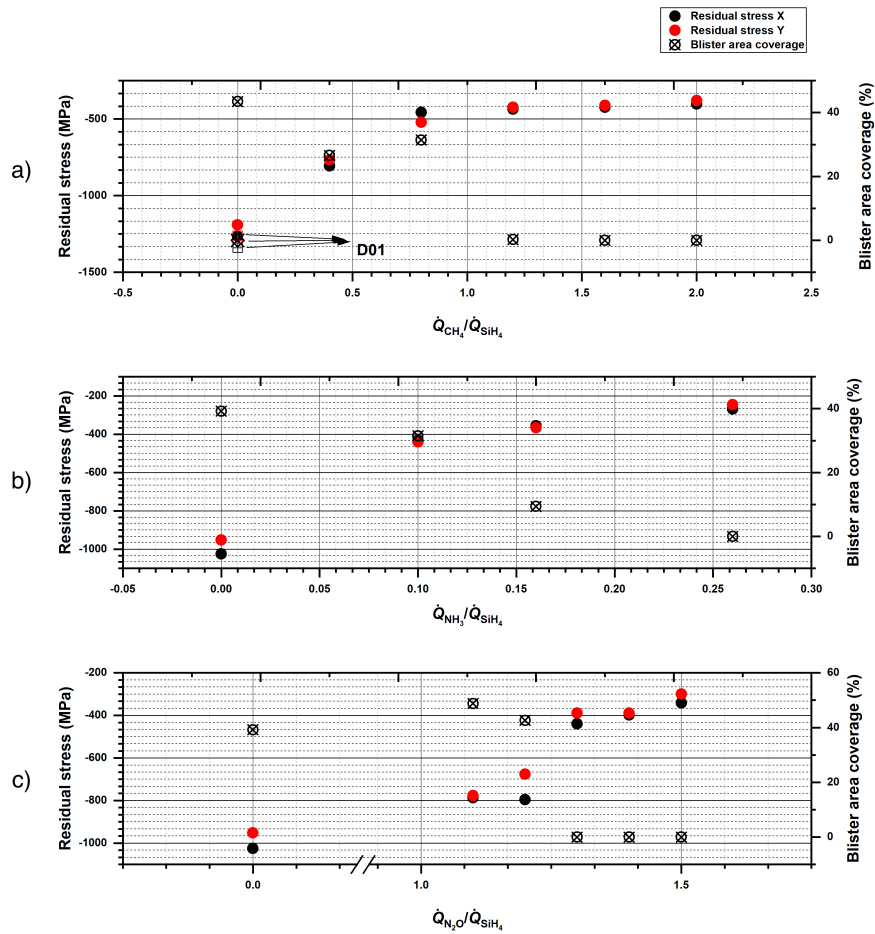 Residual stress X
Residual stress Y
Blister area coverage
a)
Residual stress (MPa)
-500
-1000
-1500
40
20
0
Blister area coverage (%)
D01
-0.5 0.0 0.5 1.0 1.5 2.0 2.5
Q̇CH₄/Q̇SiH₄
b)
Residual stress (MPa)
-200
-400
-600
-800
-1000
40
20
0
Blister area coverage (%)
-0.05 0.00 0.05 0.10 0.15 0.20 0.25 0.30
Q̇NH₃/Q̇SiH₄
c)
Residual stress (MPa)
-200
-400
-600
-800
-1000
60
40
20
0
Blister area coverage (%)
0.0 1.0 1.5
Q̇N₂O/Q̇SiH₄